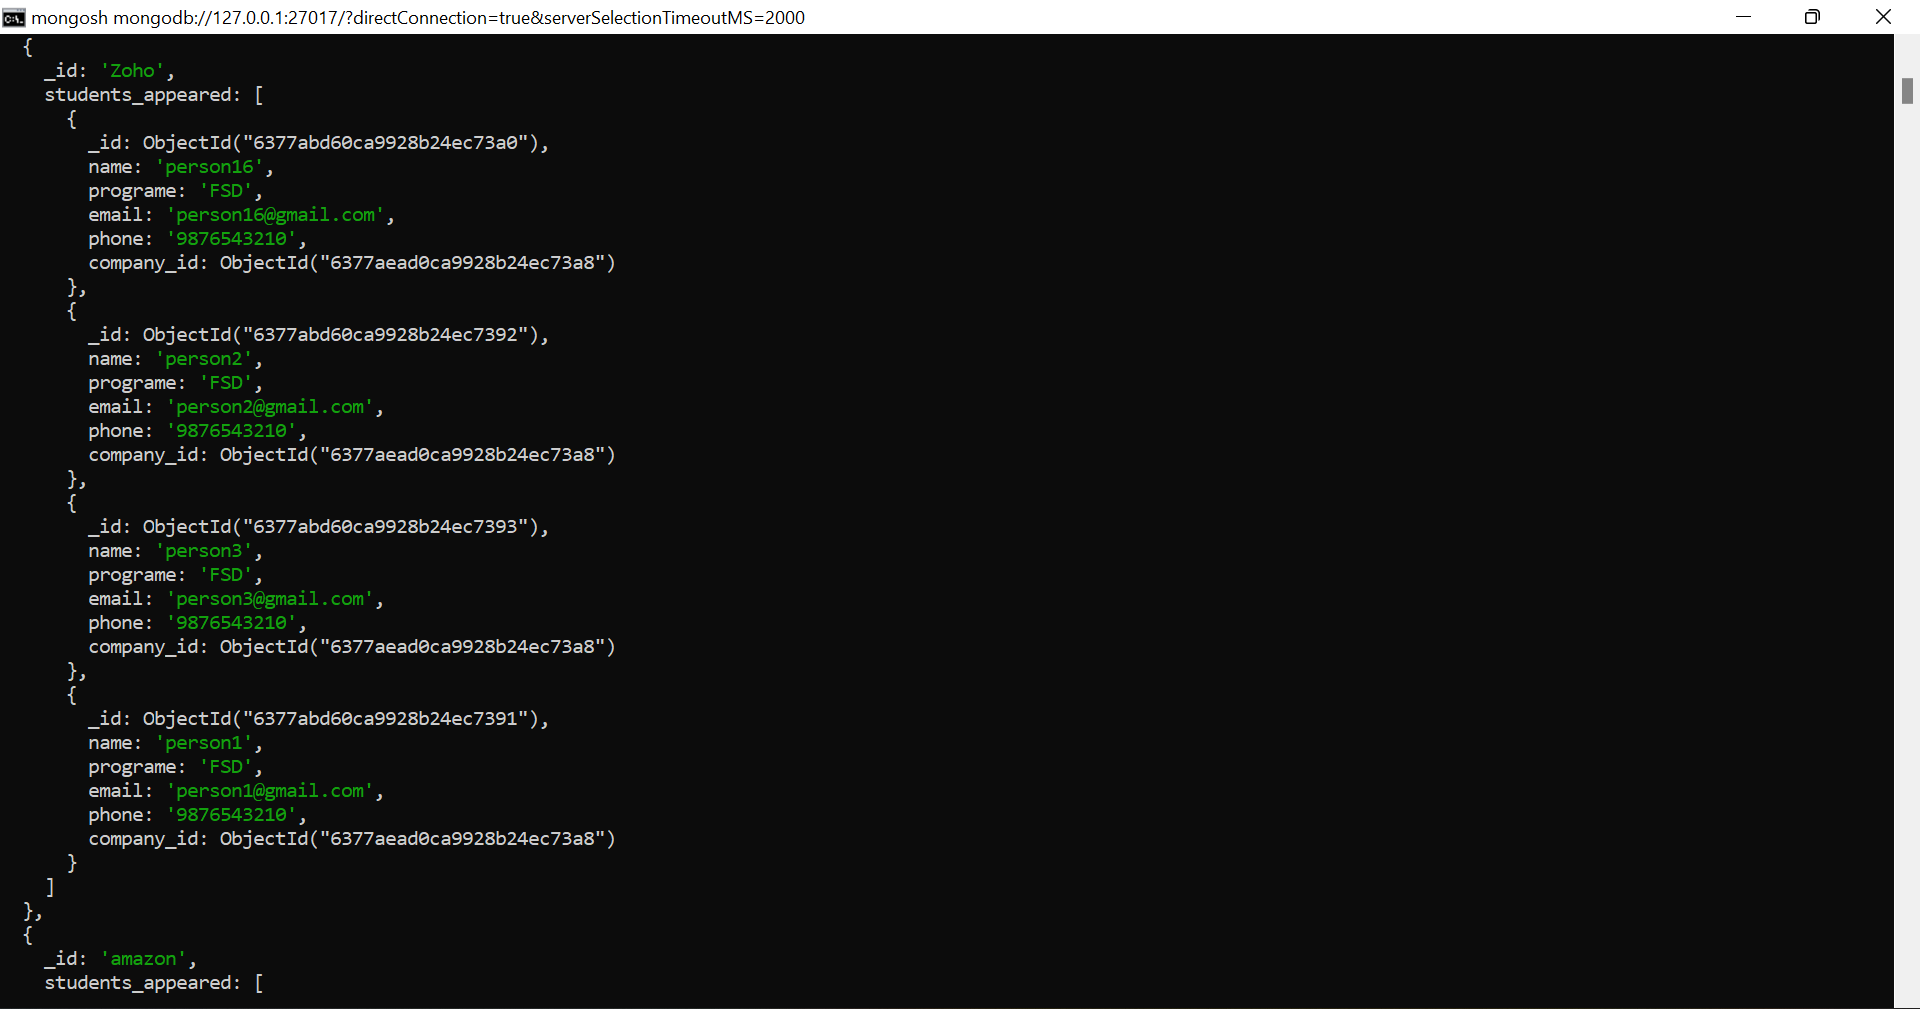 mongosh mongodb://127.0.0.1:27017/?directConnection=true&serverSelectionTimeoutMS=2000
{
_id: 'Zoho',
students_appeared: [
{
_id: ObjectId("6377abd60ca9928b24ec73a0"),
name: 'person16',
programe: 'FSD',
email: 'person16@gmail.com',
phone: '9876543210',
company_id: ObjectId("6377aead0ca9928b24ec73a8")
},
{
_id: ObjectId("6377abd60ca9928b24ec7392"),
name: 'person2',
programe: 'FSD',
email: 'person2@gmail.com',
phone: '9876543210',
company_id: ObjectId("6377aead0ca9928b24ec73a8")
},
{
_id: ObjectId("6377abd60ca9928b24ec7393"),
name: 'person3',
programe: 'FSD',
email: 'person3@gmail.com',
phone: '9876543210',
company_id: ObjectId("6377aead0ca9928b24ec73a8")
},
{
_id: ObjectId("6377abd60ca9928b24ec7391"),
name: 'person1',
programe: 'FSD',
email: 'person1@gmail.com',
phone: '9876543210',
company_id: ObjectId("6377aead0ca9928b24ec73a8")
}
]
},
{
_id: 'amazon',
students_appeared: [